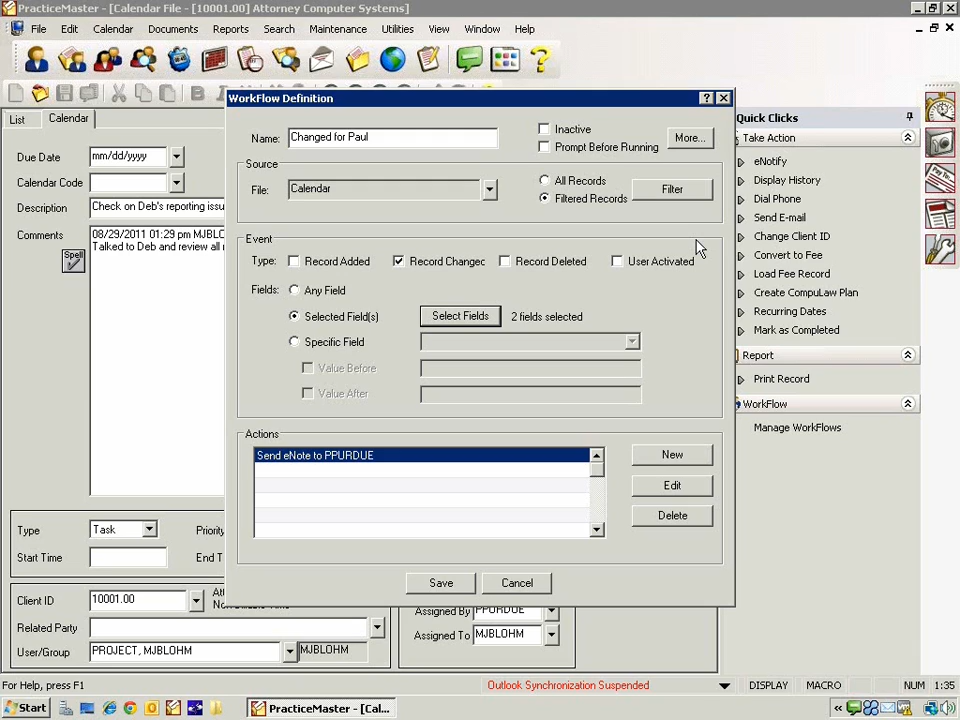 PracticeMaster - [Calendar File - [10001.00] Attorney Computer Systems]
File Edit Calendar Documents Reports Search Maintenance Utilities View Window Help
List Calendar
Due Date mm/dd/yyyy
Calendar Code
Description Check on Deb's reporting issu
Comments 08/29/2011 01:29 pm MJBLO
Talked to Deb and review all
Spell
Type Task Priority
Start Time End T
Client ID 10001.00
Related Party
User/Group PROJECT, MJBLOHM MJBLOHM
Assigned By PPURDUE
Assigned To MJBLOHM
WorkFlow Definition
Name: Changed for Paul
Inactive
Prompt Before Running
More...
Source
File: Calendar
All Records
Filtered Records
Filter
Event
Type: Record Added Record Changed Record Deleted User Activated
Fields: Any Field
Selected Field(s) Select Fields 2 fields selected
Specific Field
Value Before
Value After
Actions
Send eNote to PPURDUE
New
Edit
Delete
Save Cancel
Quick Clicks
Take Action
eNotify
Display History
Dial Phone
Send E-mail
Change Client ID
Convert to Fee
Load Fee Record
Create CompuLaw Plan
Recurring Dates
Mark as Completed
Report
Print Record
WorkFlow
Manage WorkFlows
For Help, press F1 Outlook Synchronization Suspended DISPLAY MACRO NUM 1:35
Start PracticeMaster - [Cal...